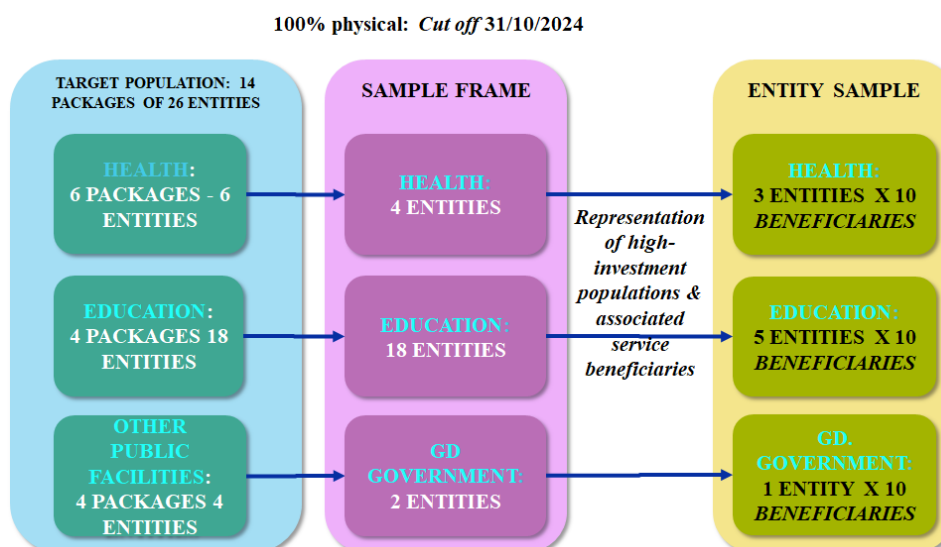 100% physical: Cut off 31/10/2024
TARGET POPULATION: 14
PACKAGES OF 26 ENTITIES
HEALTH:
6 PACKAGES - 6
ENTITIES
EDUCATION:
4 PACKAGES 18
ENTITIES
OTHER
PUBLIC
FACILITIES:
4 PACKAGES 4
ENTITIES
SAMPLE FRAME
HEALTH:
4 ENTITIES
EDUCATION:
18 ENTITIES
GD
GOVERNMENT:
2 ENTITIES
Representation
of high-
investment
populations &
associated
service
beneficiaries
ENTITY SAMPLE
HEALTH:
3 ENTITIES X 10
BENEFICIARIES
EDUCATION:
5 ENTITIES X 10
BENEFICIARIES
GD.
GOVERNMENT:
1 ENTITY X 10
BENEFICIARIES